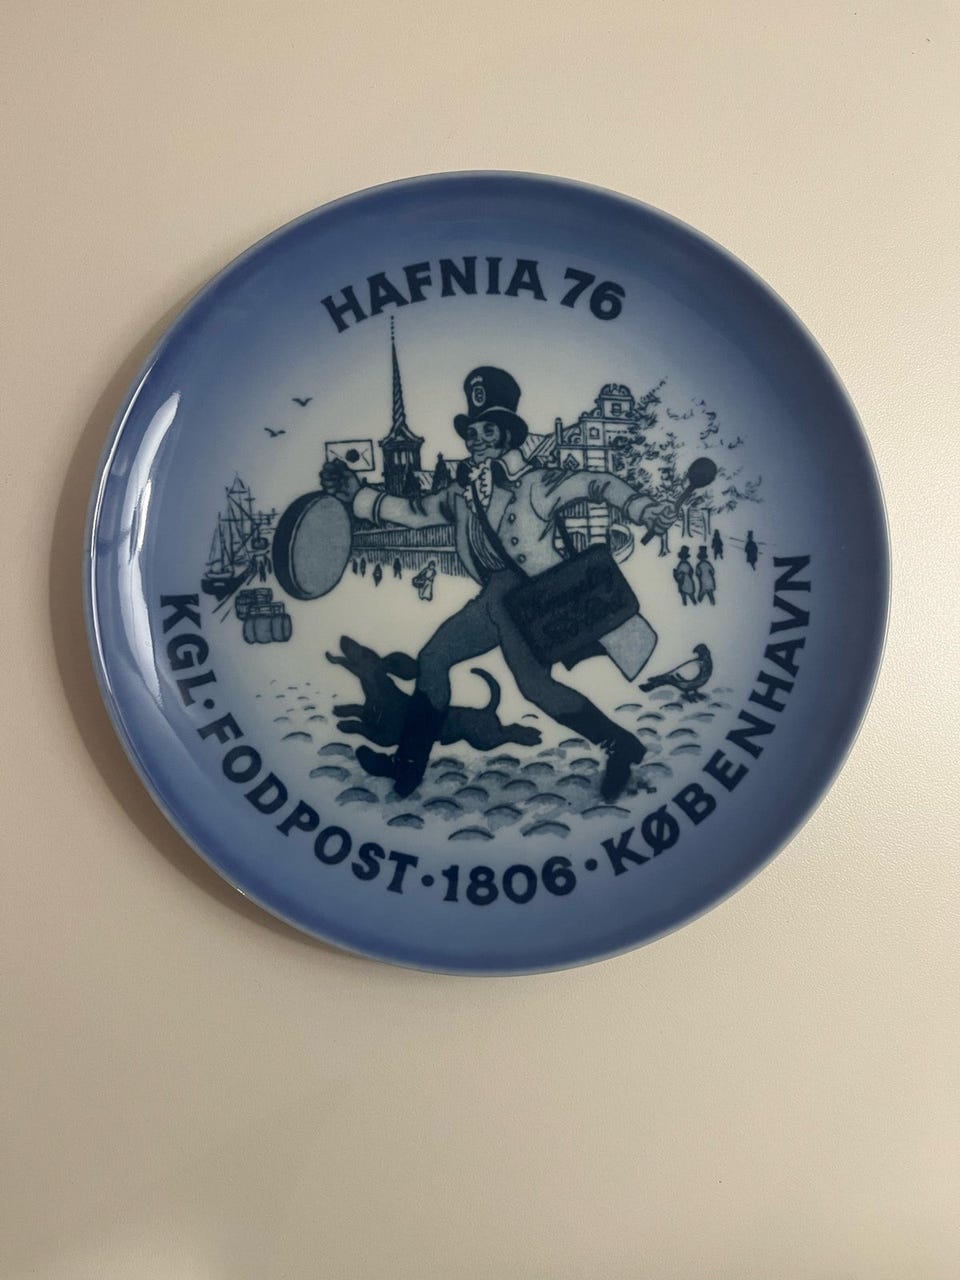 HAFNIA 76
KGL · FODPOST · 1806 · KØBENHAVN